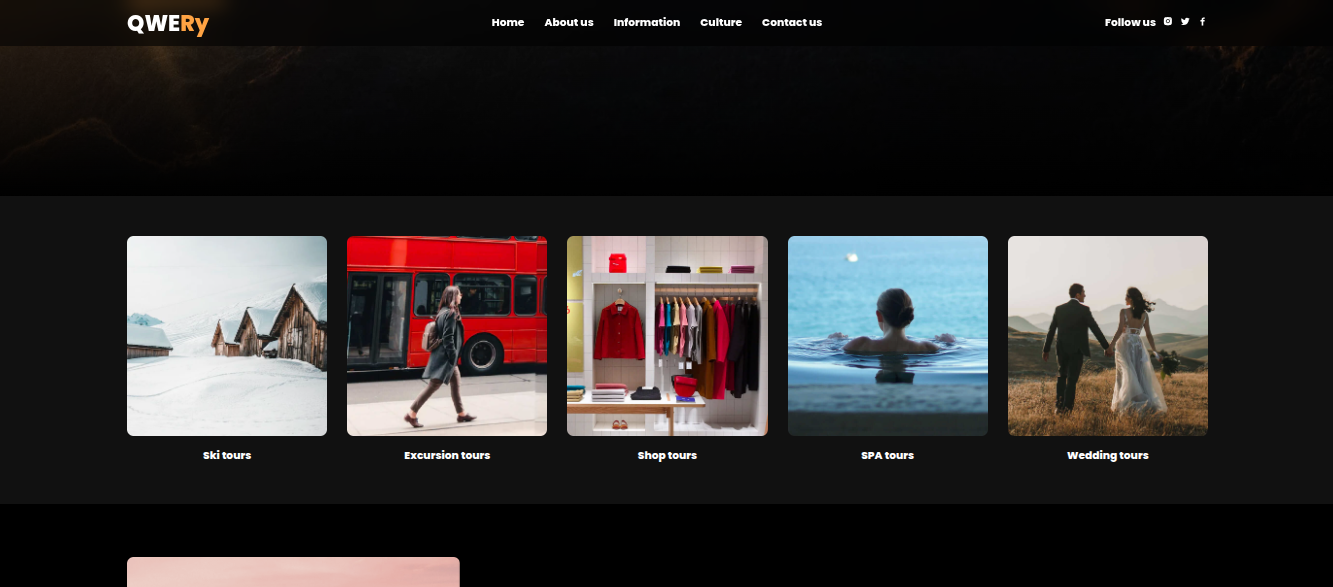 QWERy
Home About us Information Culture Contact us
Follow us
Ski tours
Excursion tours
Shop tours
SPA tours
Wedding tours